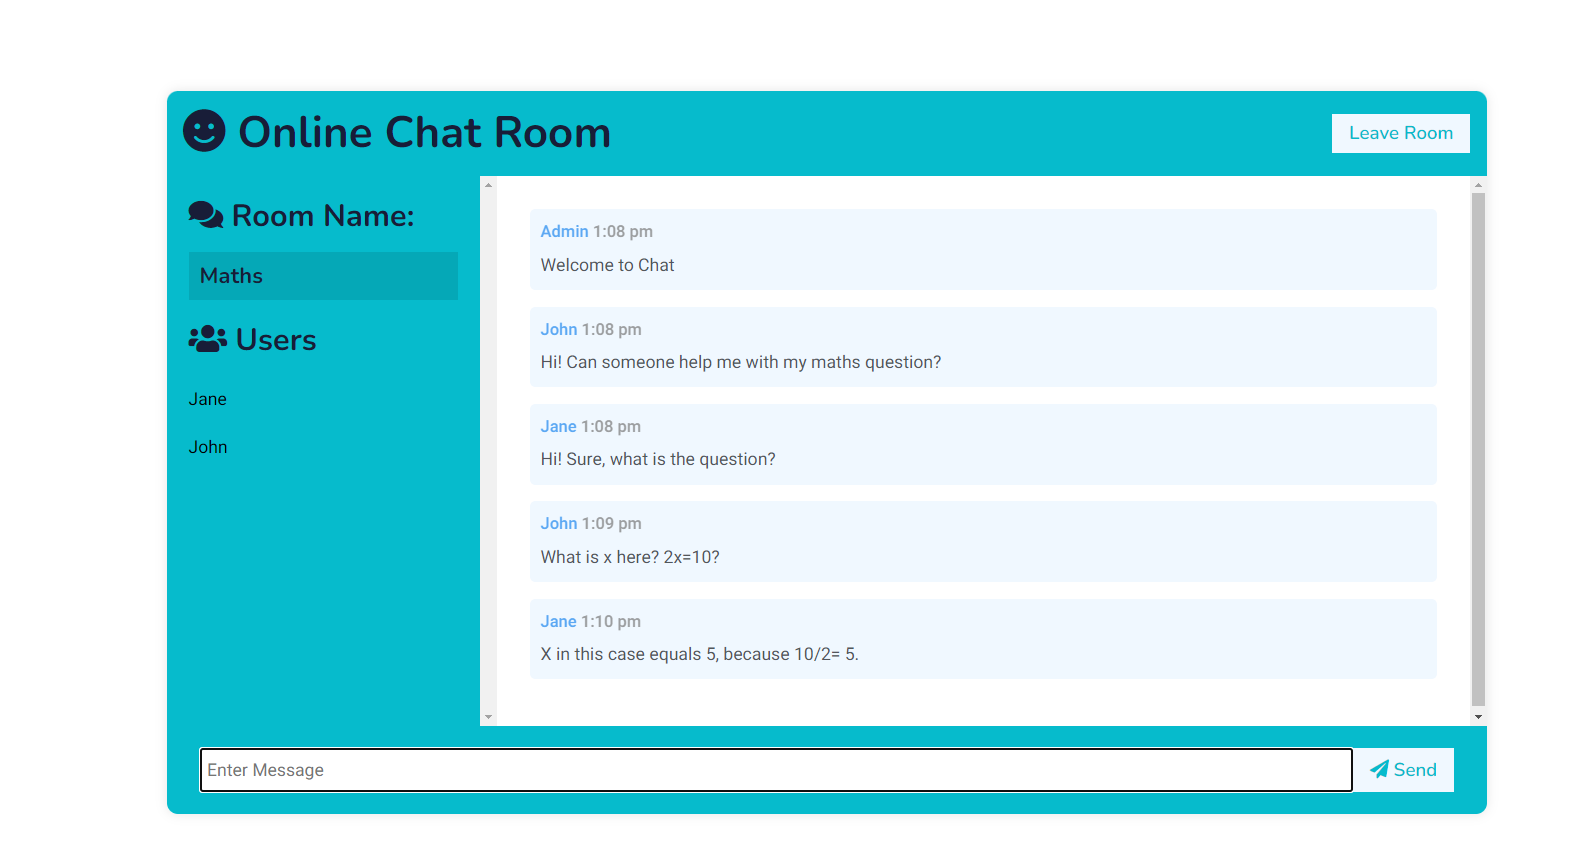 Online Chat Room
Leave Room
Room Name:
Maths
Users
Jane
John
Admin 1:08 pm
Welcome to Chat
John 1:08 pm
Hi! Can someone help me with my maths question?
Jane 1:08 pm
Hi! Sure, what is the question?
John 1:09 pm
What is x here? 2x=10?
Jane 1:10 pm
X in this case equals 5, because 10/2= 5.
Enter Message
Send